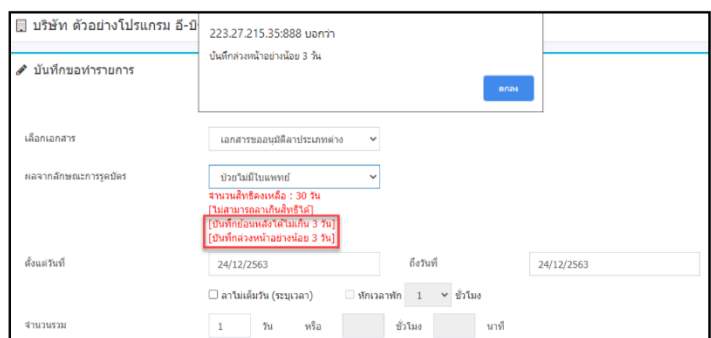 บริษัท ตัวอย่างโปรแกรม อี-บิ
223.27.215.35:888 บอกว่า
บันทึกล่วงหน้าอย่างน้อย 3 วัน
ตกลง
บันทึกขอทำรายการ
เลือกเอกสาร
เอกสารขออนุมัติลาประเภทต่าง
ผลจากลักษณะการรูดบัตร
ป่วยไม่มีใบแพทย์
จำนวนสิทธิคงเหลือ : 30 วัน
[ไม่สามารถลาเกินสิทธิได้]
[บันทึกย้อนหลังได้ไม่เกิน 3 วัน]
[บันทึกล่วงหน้าอย่างน้อย 3 วัน]
ตั้งแต่วันที่ 24/12/2563 ถึงวันที่ 24/12/2563
ลาไม่เต็มวัน (ระบุเวลา) หักเวลาพัก 1 ชั่วโมง
จำนวนรวม 1 วัน หรือ ชั่วโมง นาที